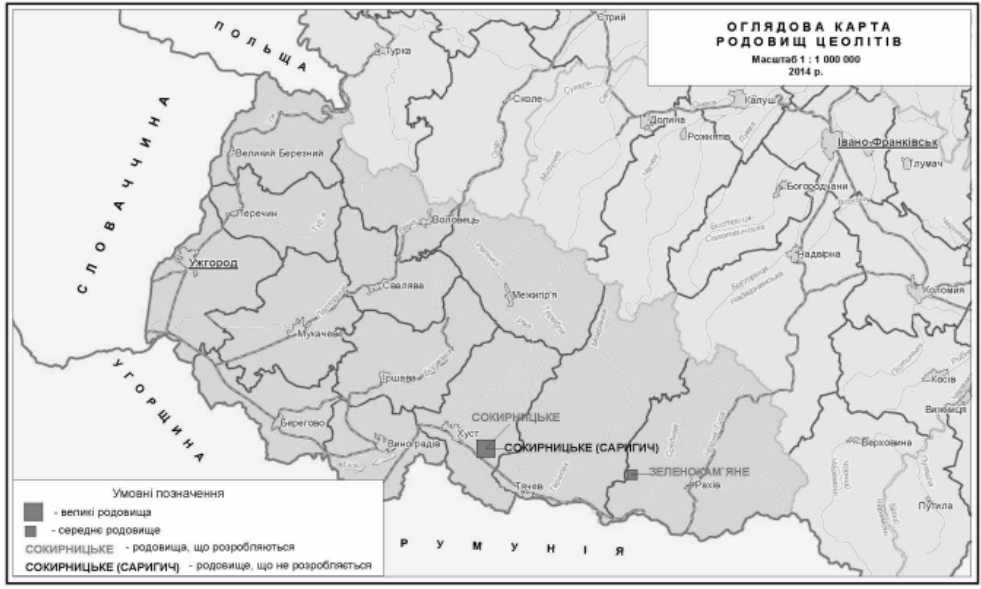 ОГЛЯДОВА КАРТА
РОДОВИЩ ЦЕОЛІТІВ
Масштаб 1 : 1 000 000
2014 р.
ПОЛЬЩА
СЛОВАЧЧИНА
УГОРЩИНА
РУМУНІЯ
Стрий
Турка
Сколе
Долина
Калуш
Рожнятів
Івано-Франківськ
Тлумач
Великий Березний
Богородчани
Перечин
Воловець
Ужгород
Надвірна
Свалява
Межигір'я
Коломия
Мукачево
Іршава
Косів
Вижниця
Берегово
Виноградів
Хуст
СОКИРНИЦЬКЕ
СОКИРНИЦЬКЕ (САРИГИЧ)
Верховина
ЗЕЛЕНОКАМ`ЯНЕ
Тячев
Рахів
Путила
Умовні позначення
- великі родовища
- середнє родовище
СОКИРНИЦЬКЕ - родовища, що розробляються
СОКИРНИЦЬКЕ (САРИГИЧ) - родовище, що не розробляється